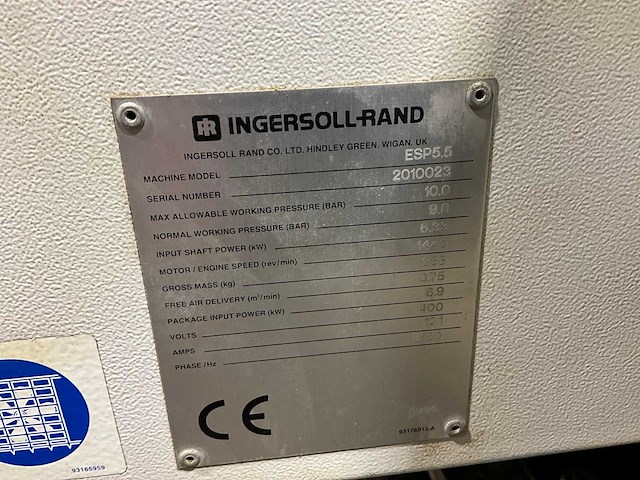 IR INGERSOLL-RAND
INGERSOLL RAND CO. LTD. HINDLEY GREEN. WIGAN. UK
MACHINE MODEL ESP5.5
SERIAL NUMBER 2010023
MAX ALLOWABLE WORKING PRESSURE (BAR) 10.0
NORMAL WORKING PRESSURE (BAR) 9.0
INPUT SHAFT POWER (kW)
MOTOR / ENGINE SPEED (rev/min)
GROSS MASS (kg)
FREE AIR DELIVERY (m³/min) 0.75
PACKAGE INPUT POWER (kW) 6.9
VOLTS 400
AMPS
PHASE/Hz
CE
93176915.A
93165959